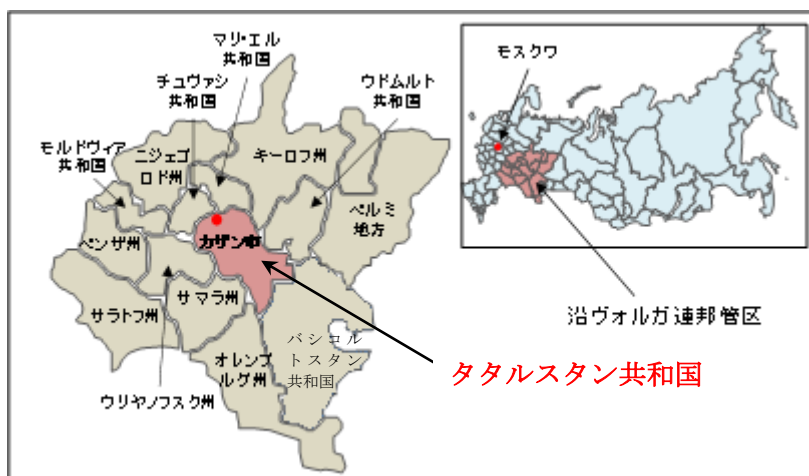 マリ・エル
共和国
チュヴァシ
共和国
ウドムルト
共和国
モルドヴィア
共和国
ニジェゴ
ロド州
キーロフ州
ペルミ
地方
ペンザ州
カザン市
サマラ州
サラトフ州
オレンブ
ルグ州
バシコル
トスタン
共和国
ウリヤノフスク州
タタルスタン共和国
モスクワ
沿ヴォルガ連邦管区